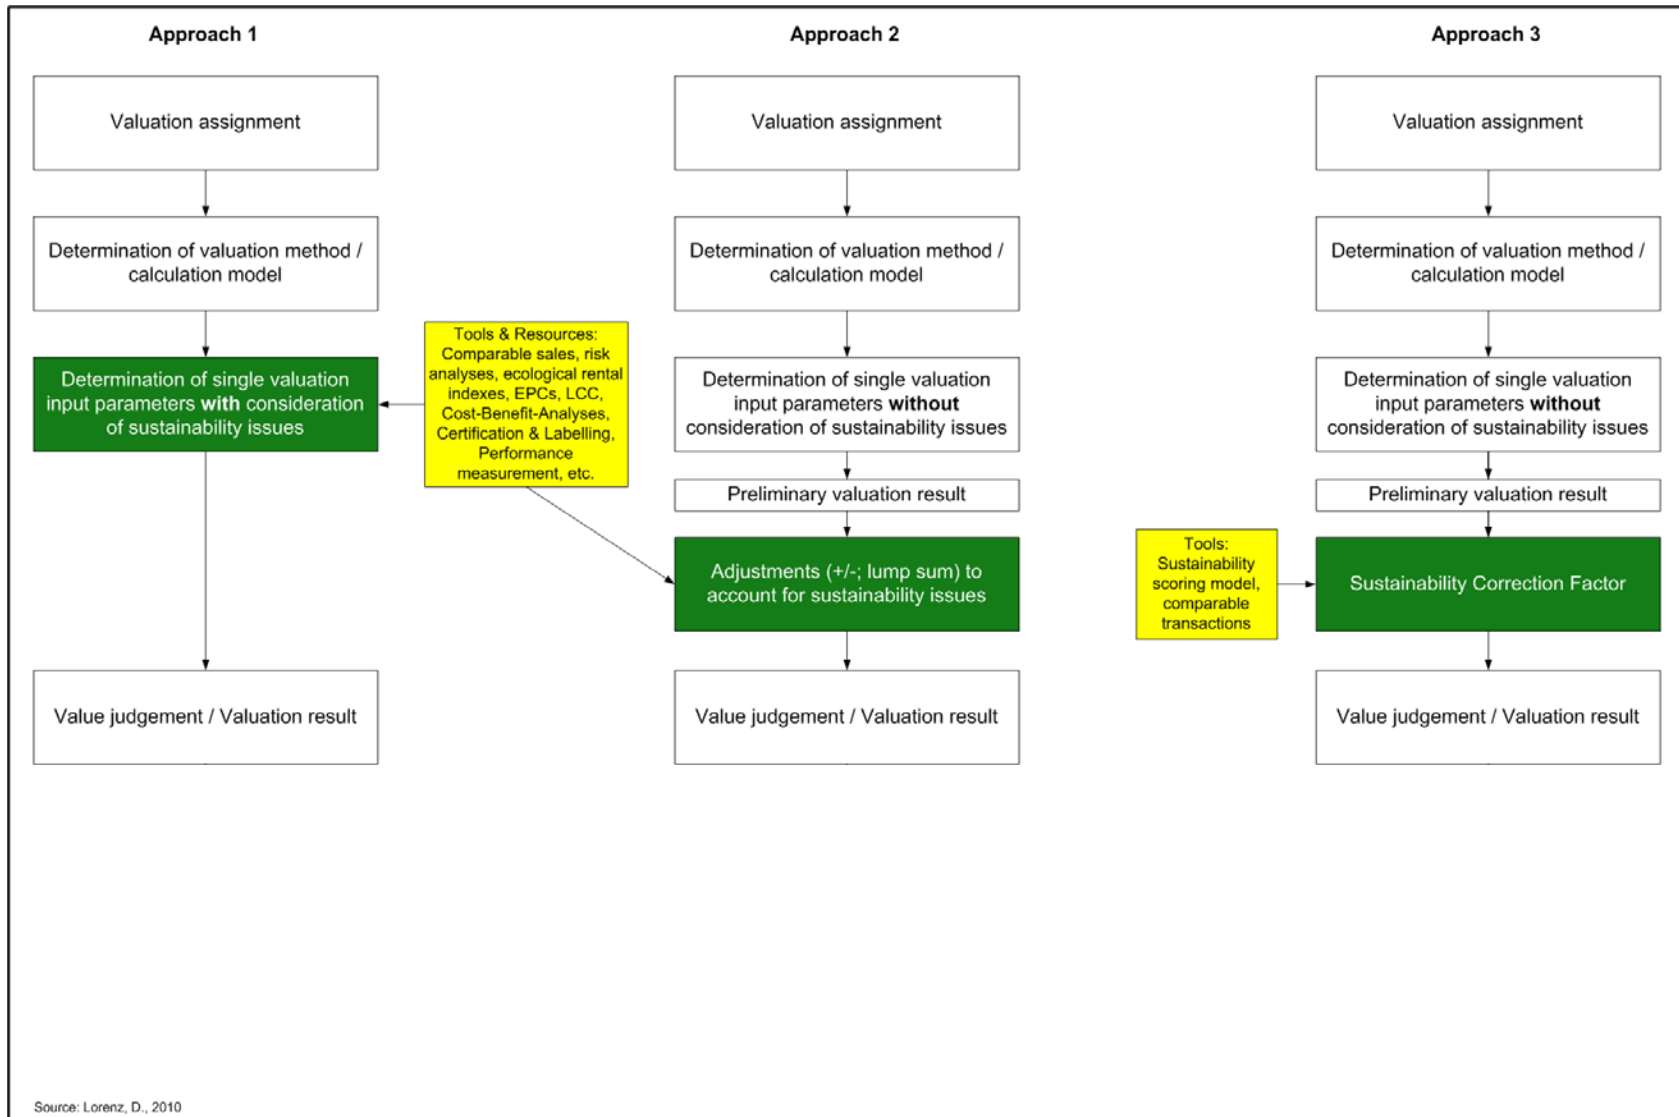 Approach 1
Valuation assignment
Determination of valuation method /
calculation model
Determination of single valuation
input parameters with consideration
of sustainability issues
Value judgement / Valuation result
Tools & Resources:
Comparable sales, risk
analyses, ecological rental
indexes, EPCs, LCC,
Cost-Benefit-Analyses,
Certification & Labelling,
Performance
measurement, etc.
Approach 2
Valuation assignment
Determination of valuation method /
calculation model
Determination of single valuation
input parameters without
consideration of sustainability issues
Preliminary valuation result
Adjustments (+/-; lump sum) to
account for sustainability issues
Value judgement / Valuation result
Approach 3
Valuation assignment
Determination of valuation method /
calculation model
Determination of single valuation
input parameters without
consideration of sustainability issues
Preliminary valuation result
Tools:
Sustainability
scoring model,
comparable
transactions
Sustainability Correction Factor
Value judgement / Valuation result
Source: Lorenz, D., 2010